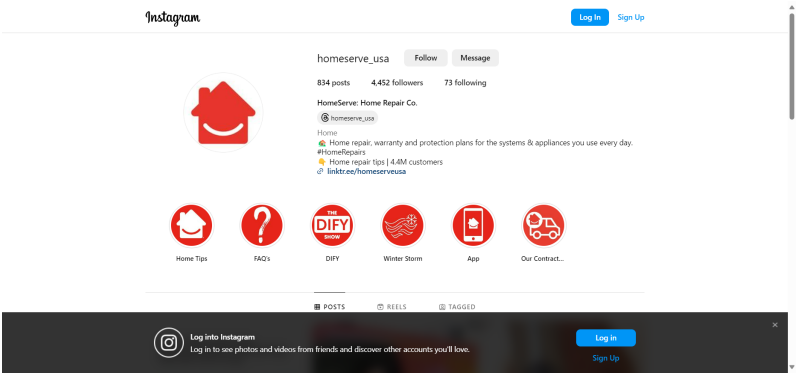 Instagram
Log In
Sign Up
homeserve_usa
Follow
Message
834 posts
4,452 followers
73 following
HomeServe: Home Repair Co.
homeserve_usa
Home
🏠 Home repair, warranty and protection plans for the systems & appliances you use every day.
#HomeRepairs
👇 Home repair tips | 4.4M customers
linktr.ee/homeserveusa
THE
DIFY
SHOW
Home Tips
FAQ's
DIFY
Winter Storm
App
Our Contract...
POSTS
REELS
TAGGED
Log into Instagram
Log in to see photos and videos from friends and discover other accounts you'll love.
Log in
Sign Up